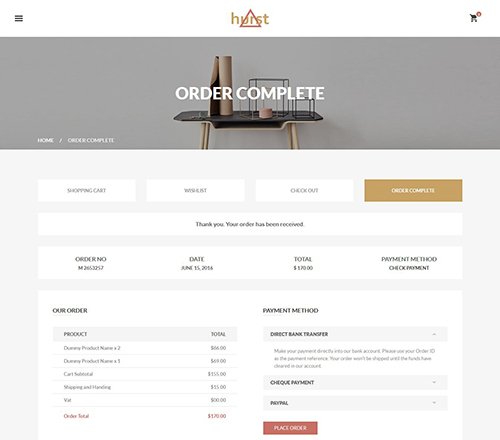 hurst
ORDER COMPLETE
HOME / ORDER COMPLETE
SHOPPING CART
WISHLIST
CHECK OUT
ORDER COMPLETE
Thank you. Your order has been received.
ORDER NO
M 2653257
DATE
JUNE 15, 2016
TOTAL
$ 170.00
PAYMENT METHOD
CHECK PAYMENT
OUR ORDER
PRODUCT TOTAL
Dummy Product Name x 2 $86.00
Dummy Product Name x 1 $69.00
Cart Subtotal $155.00
Shipping and Handing $15.00
Vat $00.00
Order Total $170.00
PAYMENT METHOD
DIRECT BANK TRANSFER
Make your payment directly into our bank account. Please use your Order ID
as the payment reference. Your order won't be shipped until the funds have
cleared in our account.
CHEQUE PAYMENT
PAYPAL
PLACE ORDER